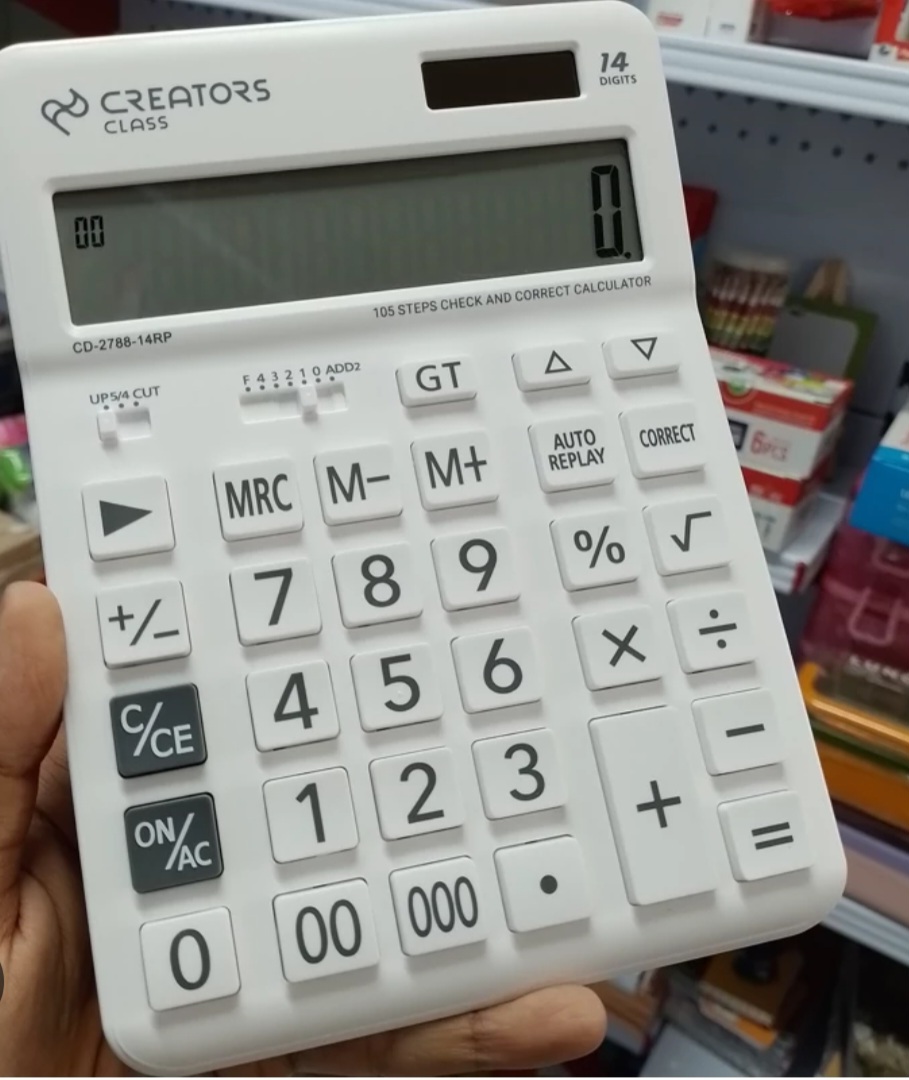 CREATORS
CLASS
14
DIGITS
00 0.
105 STEPS CHECK AND CORRECT CALCULATOR
CD-2788-14RP
UP 5/4 CUT
F 4 3 2 1 0 ADD2
GT △ ▽
▶ MRC M− M+ AUTO REPLAY CORRECT
+/− 7 8 9 % √
C/CE 4 5 6 × ÷
ON/AC 1 2 3 + −
0 00 000 • =
6PCS